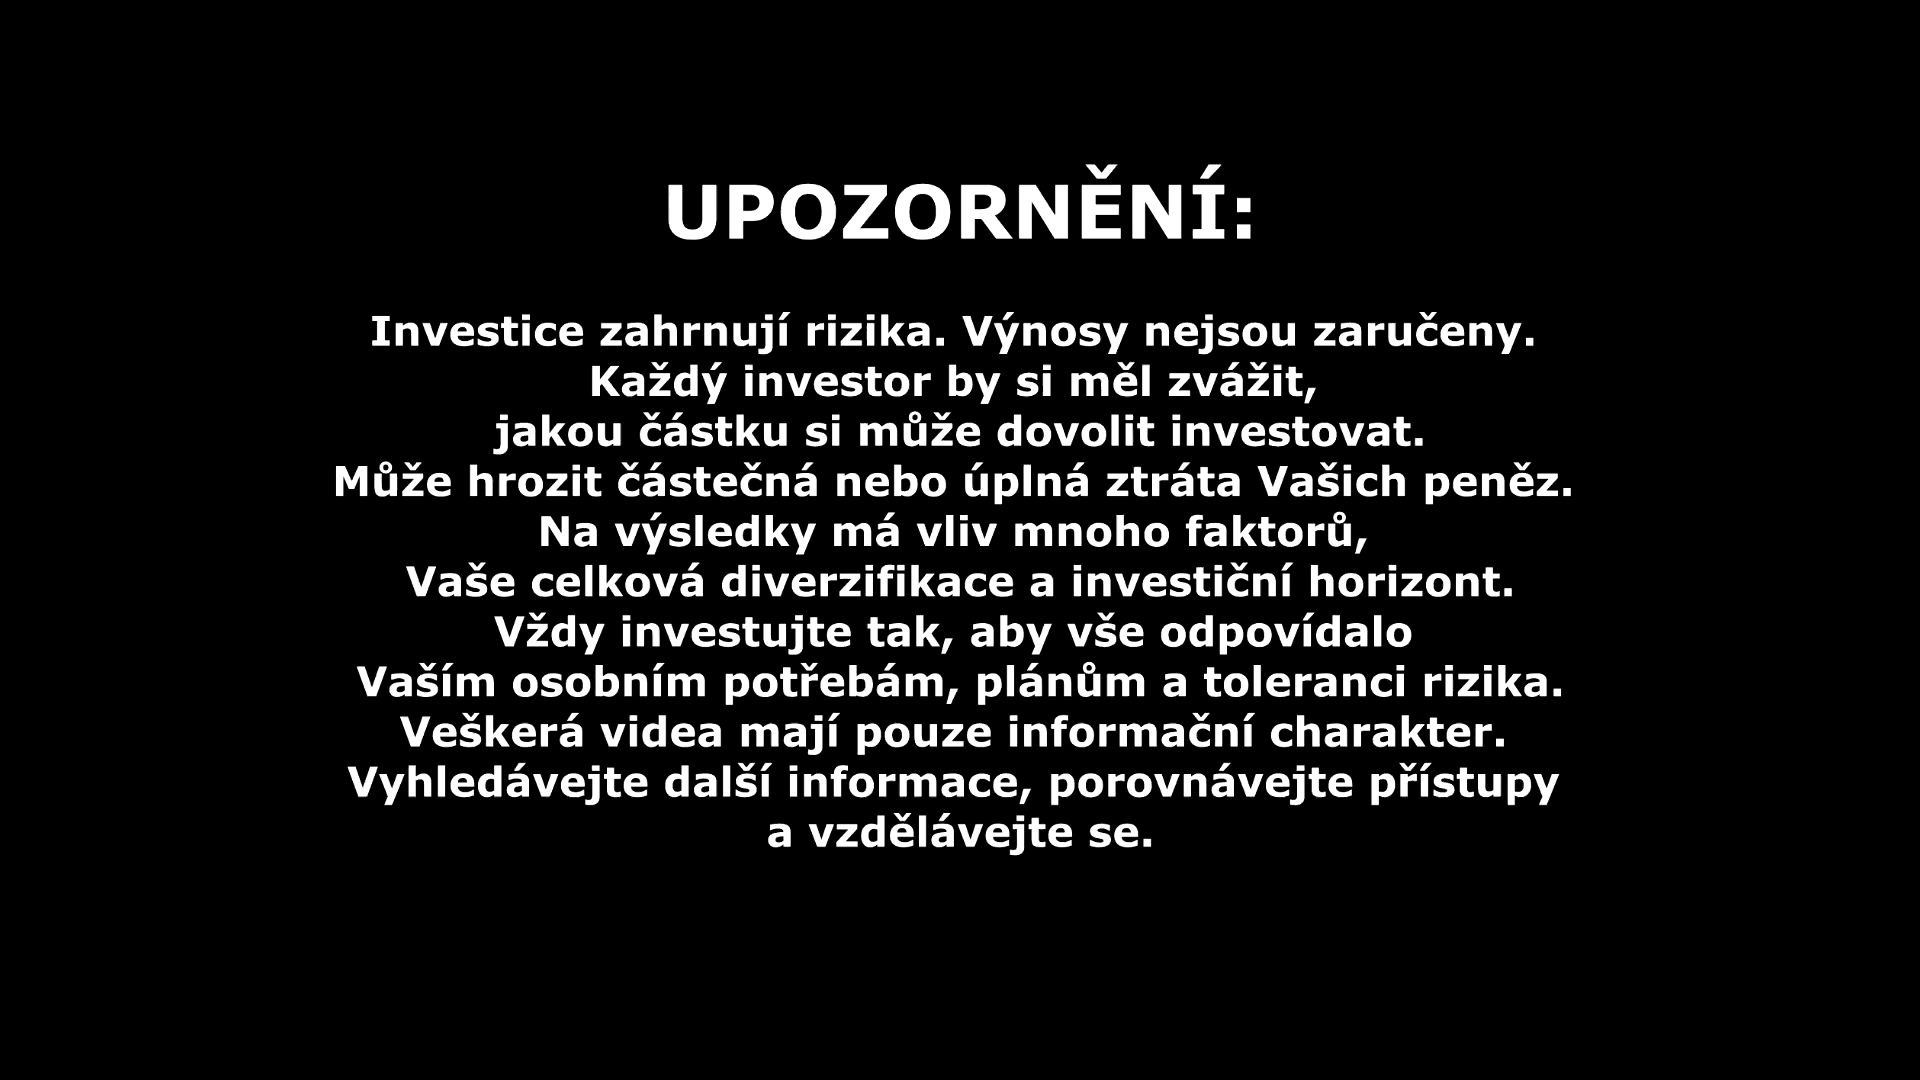 UPOZORNĚNÍ:
Investice zahrnují rizika. Výnosy nejsou zaručeny.
Každý investor by si měl zvážit,
jakou částku si může dovolit investovat.
Může hrozit částečná nebo úplná ztráta Vašich peněz.
Na výsledky má vliv mnoho faktorů,
Vaše celková diverzifikace a investiční horizont.
Vždy investujte tak, aby vše odpovídalo
Vaším osobním potřebám, plánům a toleranci rizika.
Veškerá videa mají pouze informační charakter.
Vyhledávejte další informace, porovnávejte přístupy
a vzdělávejte se.